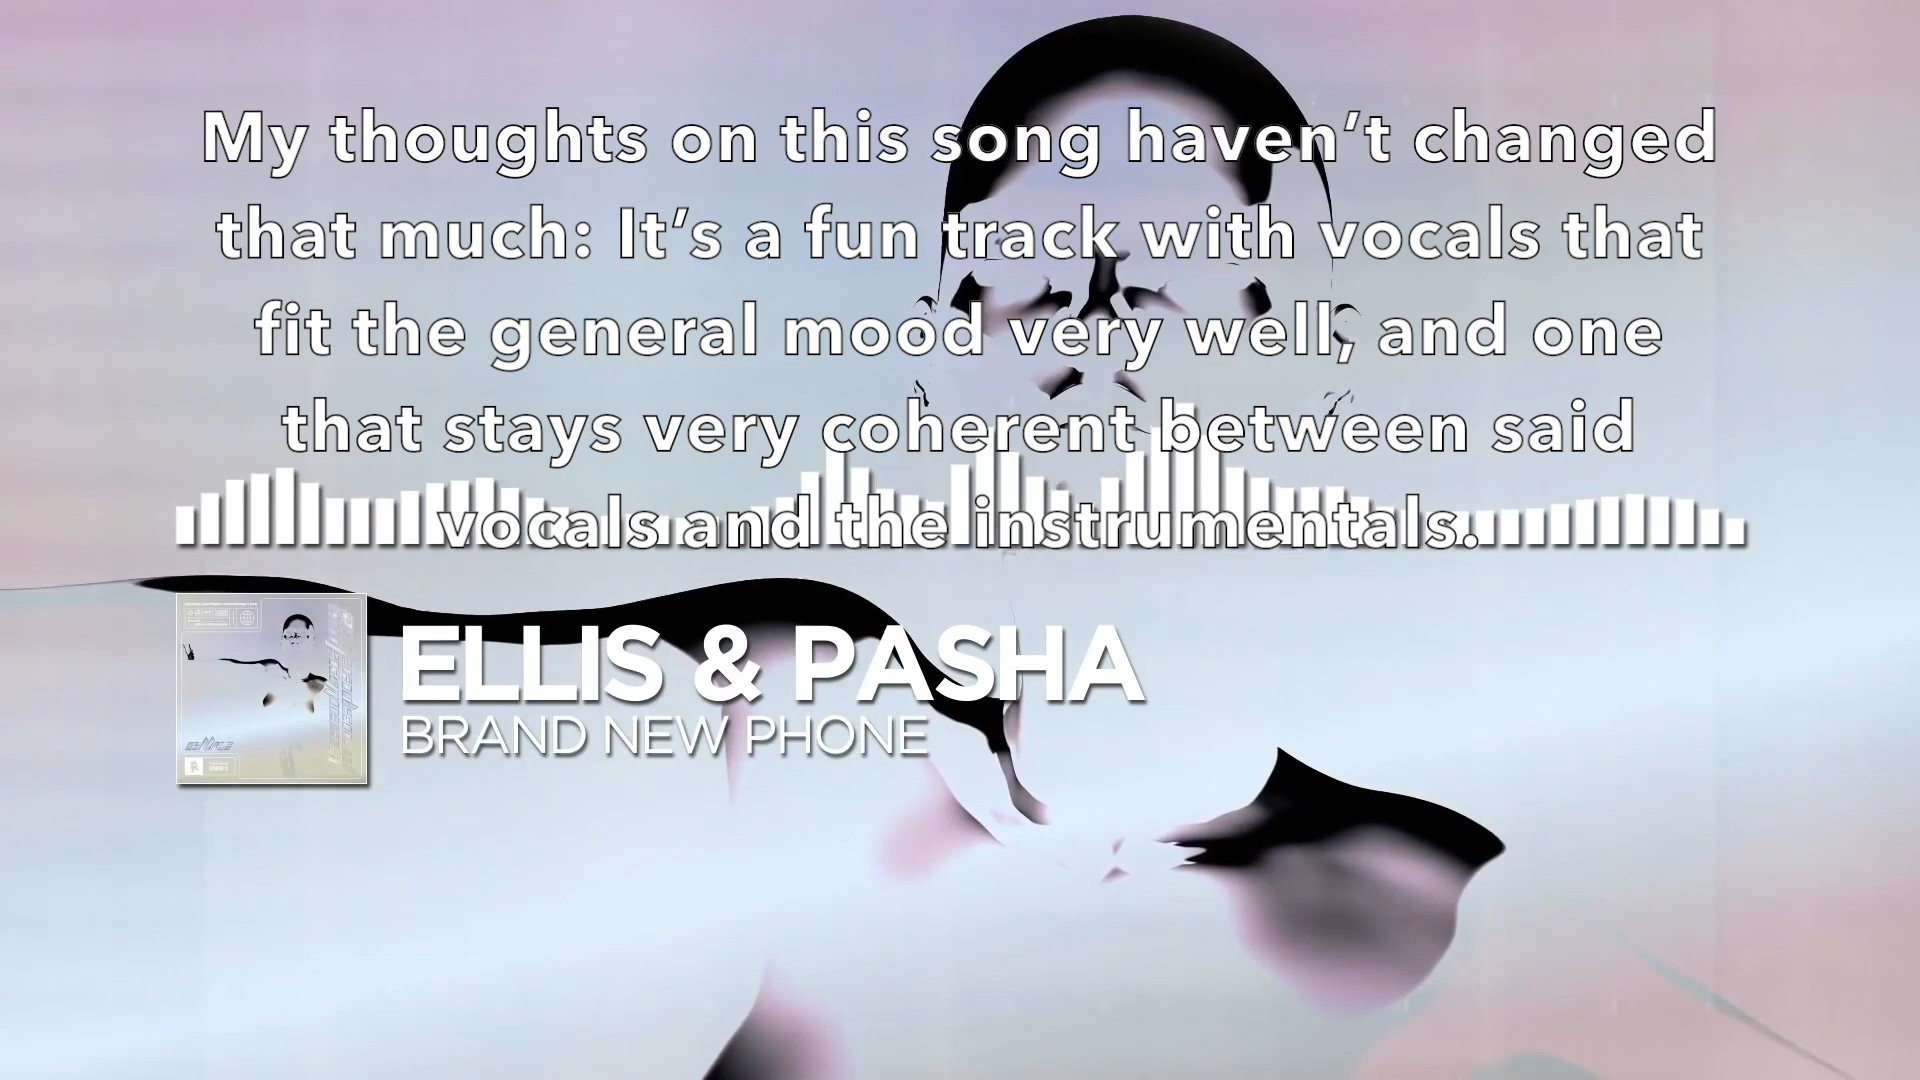 My thoughts on this song haven’t changed
that much: It’s a fun track with vocals that
fit the general mood very well, and one
that stays very coherent between said
vocals and the instrumentals.
ELLIS & PASHA
BRAND NEW PHONE